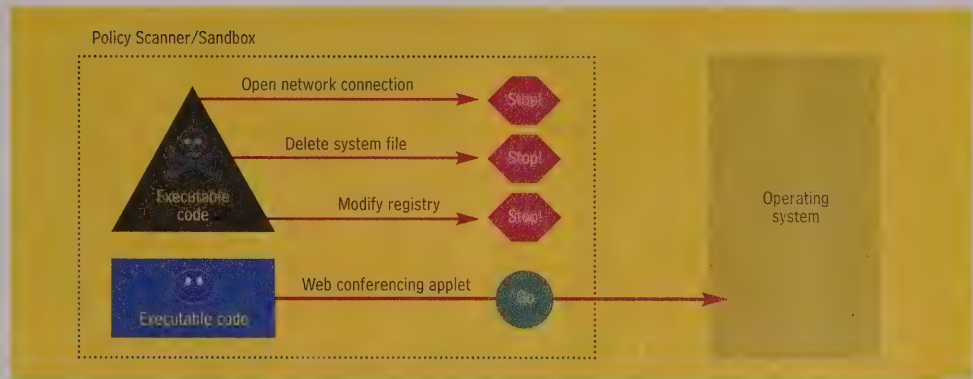 Policy Scanner/Sandbox
Open network connection
Stop!
Delete system file
Stop!
Executable
code
Modify registry
Stop!
Operating
system
Web conferencing applet
Go
Executable code